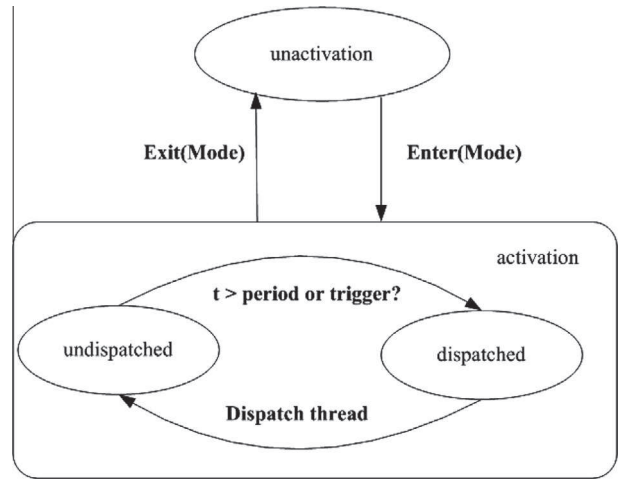 unactivation
Exit(Mode)
Enter(Mode)
activation
t > period or trigger?
undispatched
dispatched
Dispatch thread